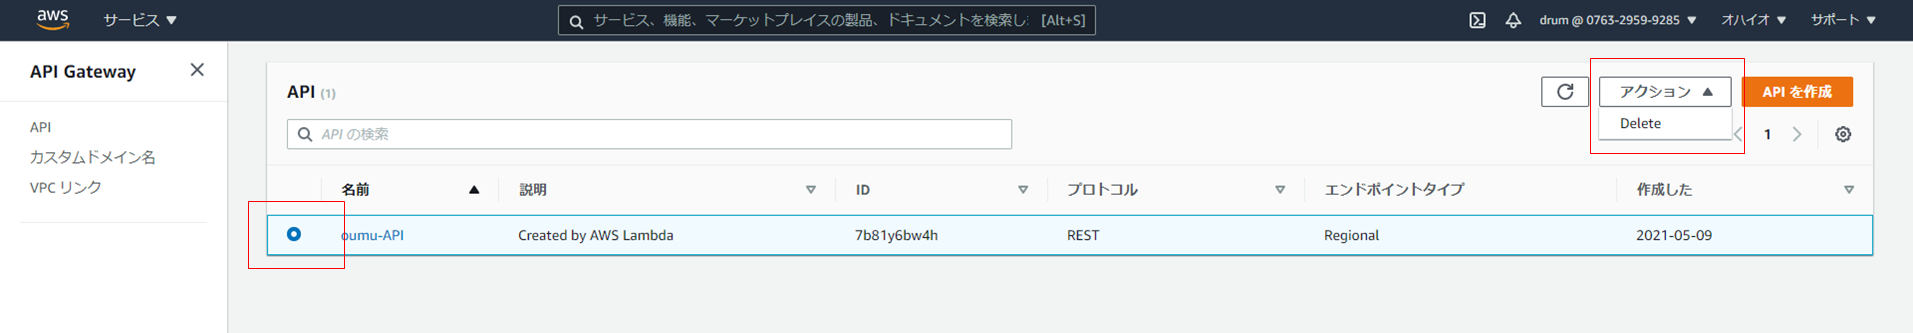 aws サービス ▼ サービス、機能、マーケットプレイスの製品、ドキュメントを検索し [Alt+S] drum @ 0763-2959-9285 ▼ オハイオ ▼ サポート ▼
API Gateway
API
カスタムドメイン名
VPC リンク
API (1) アクション ▲ API を作成
Delete
API の検索 1
名前 説明 ID プロトコル エンドポイントタイプ 作成した
oumu-API Created by AWS Lambda 7b81y6bw4h REST Regional 2021-05-09